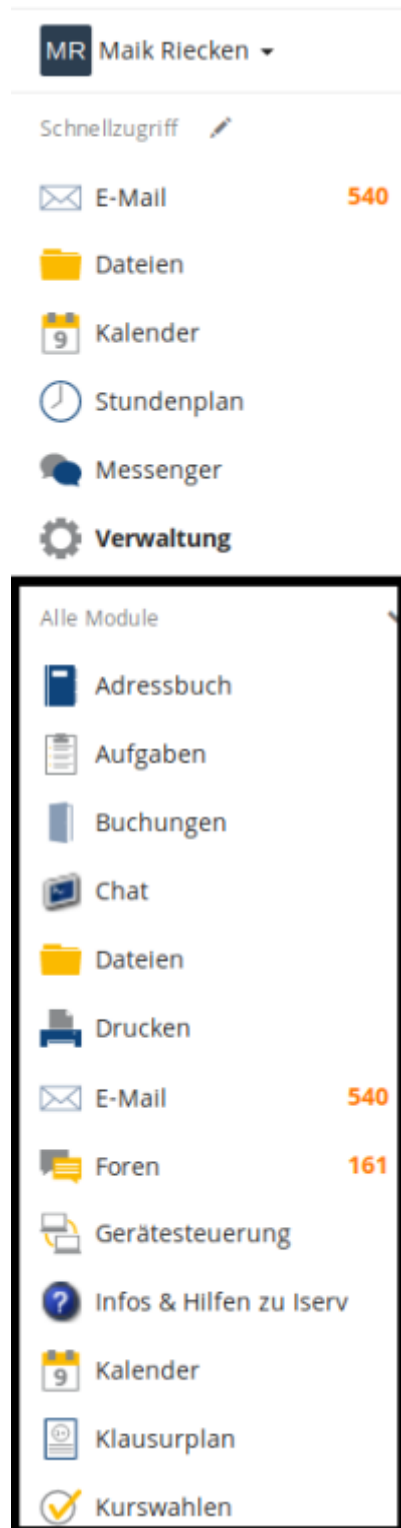 MR Maik Riecken
Schnellzugriff
E-Mail 540
Dateien
9 Kalender
Stundenplan
Messenger
Verwaltung
Alle Module
Adressbuch
Aufgaben
Buchungen
Chat
Dateien
Drucken
E-Mail 540
Foren 161
Gerätesteuerung
? Infos & Hilfen zu Iserv
9 Kalender
Klausurplan
Kurswahlen